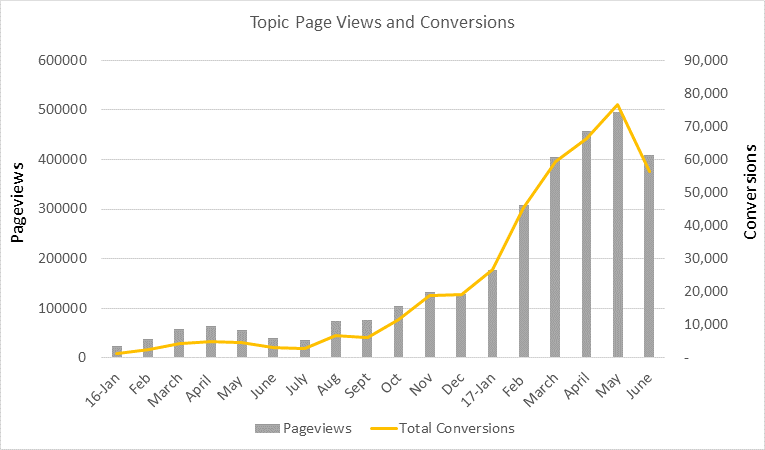 Topic Page Views and Conversions
600000
500000
400000
300000
200000
100000
0
Pageviews
90,000
80,000
70,000
60,000
50,000
40,000
30,000
20,000
10,000
-
Conversions
16-Jan
Feb
March
April
May
June
July
Aug
Sept
Oct
Nov
Dec
17-Jan
Feb
March
April
May
June
Pageviews
Total Conversions